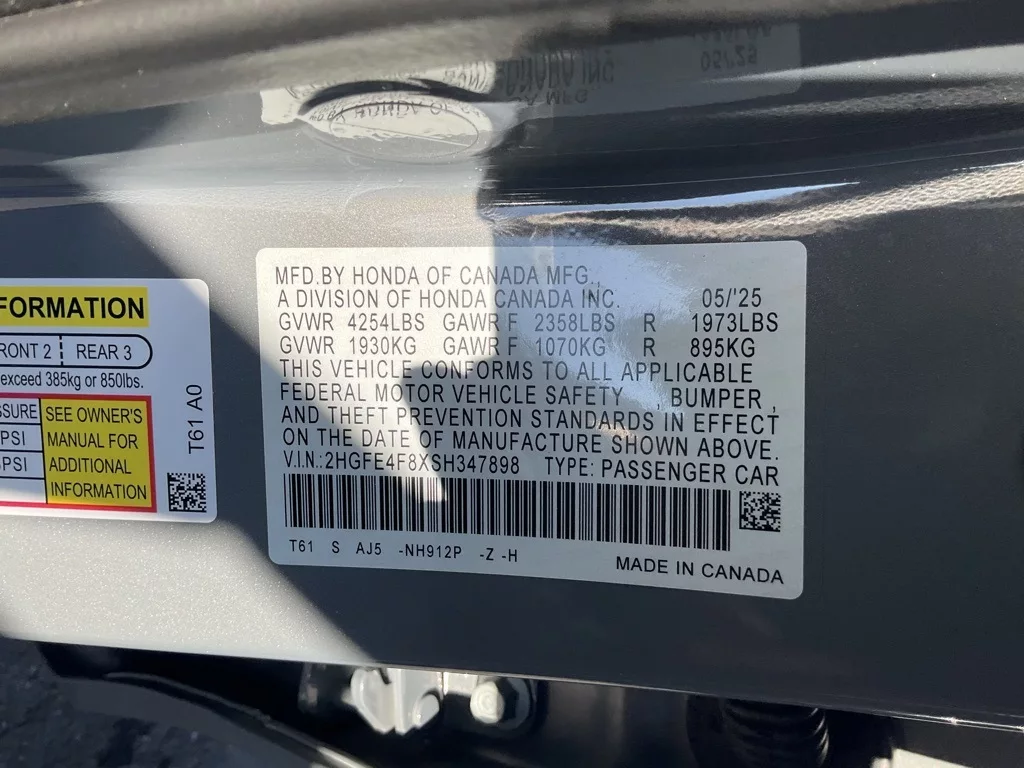 MFD.BY HONDA OF CANADA MFG.,
A DIVISION OF HONDA CANADA INC. 05/'25
GVWR 4254LBS GAWR F 2358LBS R 1973LBS
GVWR 1930KG GAWR F 1070KG R 895KG
THIS VEHICLE CONFORMS TO ALL APPLICABLE
FEDERAL MOTOR VEHICLE SAFETY , BUMPER ,
AND THEFT PREVENTION STANDARDS IN EFFECT
ON THE DATE OF MANUFACTURE SHOWN ABOVE.
V.I.N.:2HGFE4F8XSH347898 TYPE: PASSENGER CAR
T61 S AJ5 -NH912P -Z -H
MADE IN CANADA
FORMATION
RONT 2 REAR 3
exceed 385kg or 850lbs.
SSURE SEE OWNER'S
PSI MANUAL FOR
PSI ADDITIONAL
INFORMATION
T61 A0